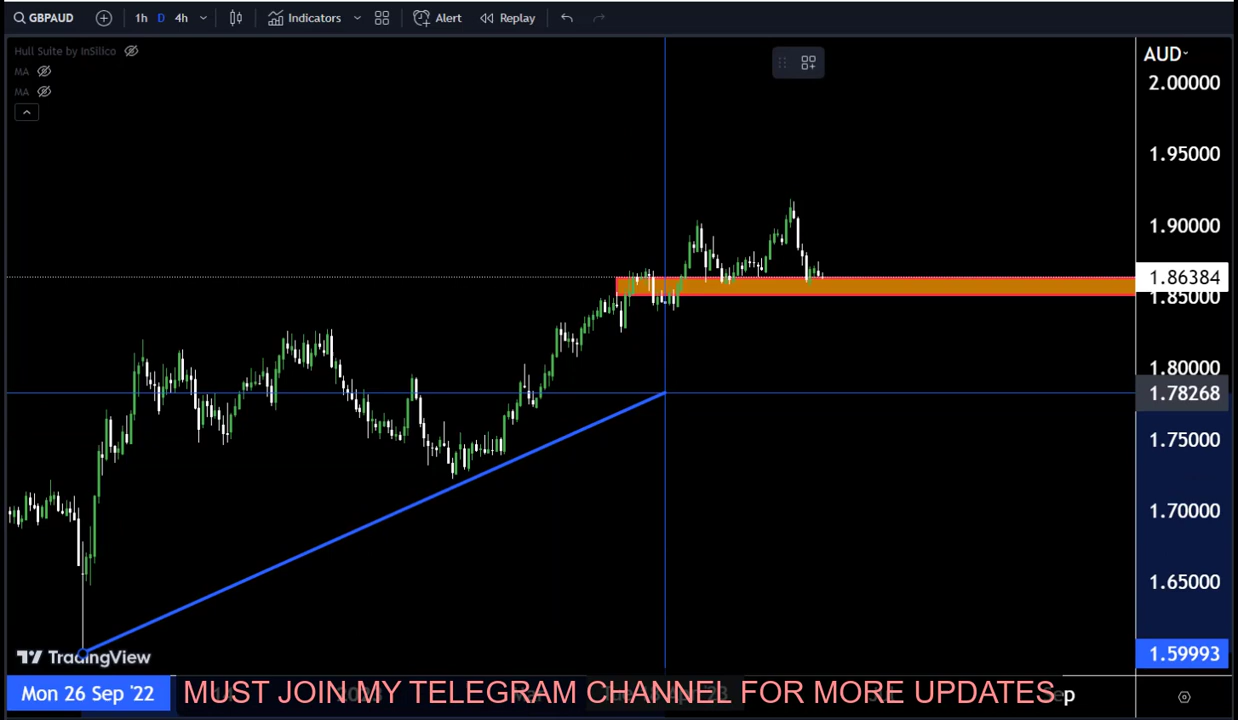 GBPAUD 1h D 4h Indicators Alert Replay
Hull Suite by InSilico
MA
MA
AUD
2.00000
1.95000
1.90000
1.86384
1.85000
1.80000
1.78268
1.75000
1.70000
1.65000
1.59993
TradingView
Mon 26 Sep '22
MUST JOIN MY TELEGRAM CHANNEL FOR MORE UPDATES